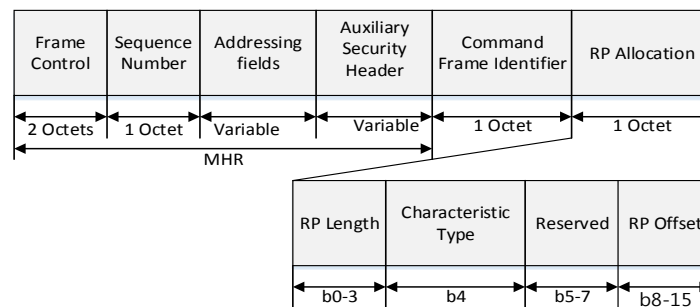 Frame
Control
Sequence
Number
Addressing
fields
Auxiliary
Security
Header
Command
Frame Identifier
RP Allocation
2 Octets
1 Octet
Variable
Variable
1 Octet
1 Octet
MHR
RP Length
Characteristic
Type
Reserved
RP Offset
b0-3
b4
b5-7
b8-15